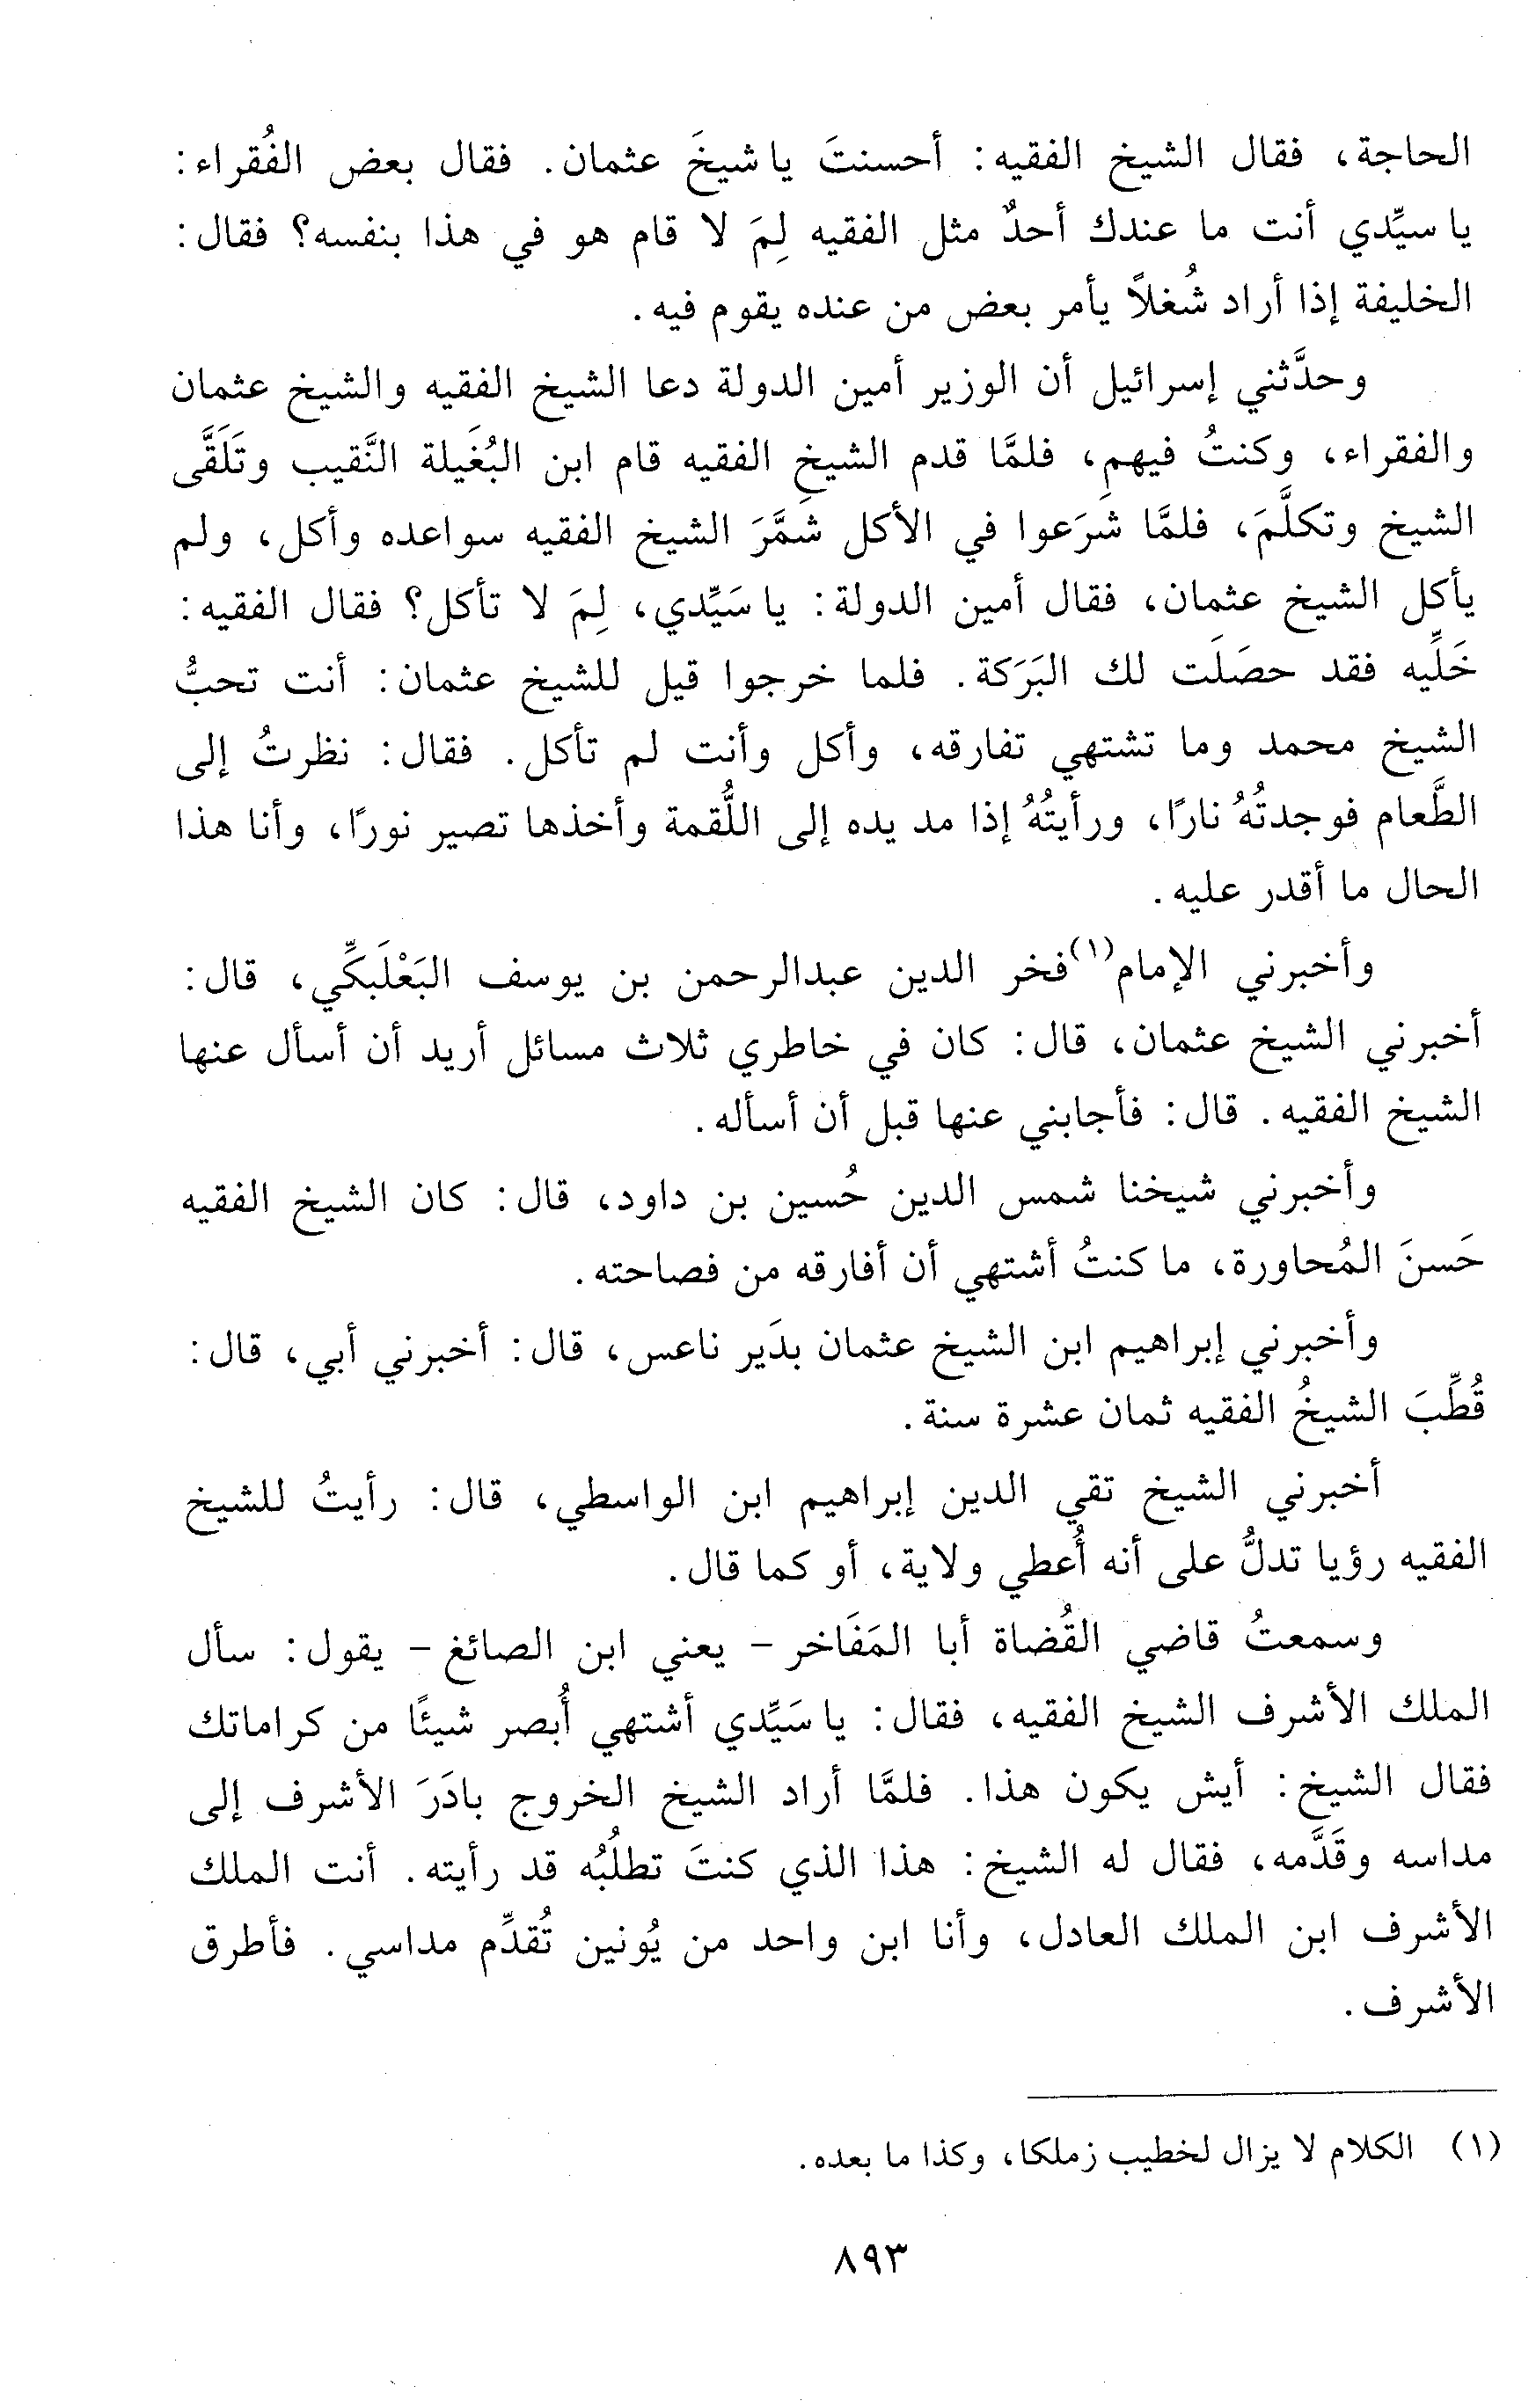 الحاجة، فقال الشيخ الفقيه: أحسنتَ يا شيخَ عثمان. فقال بعض الفُقراء:
يا سيِّدي أنت ما عندك أحدٌ مثل الفقيه لِمَ لا قام هو في هذا بنفسه؟ فقال:
الخليفة إذا أراد شُغلاً يأمر بعض من عنده يقوم فيه.
وحدَّثني إسرائيل أن الوزير أمين الدولة دعا الشيخ الفقيه والشيخ عثمان
والفقراء، وكنتُ فيهم، فلمَّا قدم الشيخ الفقيه قام ابن البُغَيلة النَّقيب وتَلَقَّى
الشيخ وتكلَّمَ، فلمَّا شَرَعوا في الأكل شَمَّرَ الشيخ الفقيه سواعده وأكل، ولم
يأكل الشيخ عثمان، فقال أمين الدولة: يا سَيِّدي، لِمَ لا تأكل؟ فقال الفقيه:
خَلِّيه فقد حصَلَت لك البَرَكة. فلما خرجوا قيل للشيخ عثمان: أنت تحبُّ
الشيخ محمد وما تشتهي تفارقه، وأكل وأنت لم تأكل. فقال: نظرتُ إلى
الطَّعام فوجدتُهُ نارًا، ورأيتُهُ إذا مد يده إلى اللُّقمة وأخذها تصير نورًا، وأنا هذا
الحال ما أقدر عليه.
وأخبرني الإمام(١) فخر الدين عبدالرحمن بن يوسف البَعْلَبكِّي، قال:
أخبرني الشيخ عثمان، قال: كان في خاطري ثلاث مسائل أريد أن أسأل عنها
الشيخ الفقيه. قال: فأجابني عنها قبل أن أسأله.
وأخبرني شيخنا شمس الدين حُسين بن داود، قال: كان الشيخ الفقيه
حَسنَ المُحاورة، ما كنتُ أشتهي أن أفارقه من فصاحته.
وأخبرني إبراهيم ابن الشيخ عثمان بدَير ناعس، قال: أخبرني أبي، قال:
قُطِّبَ الشيخُ الفقيه ثمان عشرة سنة.
أخبرني الشيخ تقي الدين إبراهيم ابن الواسطي، قال: رأيتُ للشيخ
الفقيه رؤيا تدلُّ على أنه أُعطي ولاية، أو كما قال.
وسمعتُ قاضي القُضاة أبا المَفَاخر - يعني ابن الصائغ - يقول: سأل
الملك الأشرف الشيخ الفقيه، فقال: يا سَيِّدي أشتهي أُبصر شيئًا من كراماتك
فقال الشيخ: أيش يكون هذا. فلمَّا أراد الشيخ الخروج بادَرَ الأشرف إلى
مداسه وقَدَّمه، فقال له الشيخ: هذا الذي كنتَ تطلُبُه قد رأيته. أنت الملك
الأشرف ابن الملك العادل، وأنا ابن واحد من يُونين تُقدِّم مداسي. فأطرق
الأشرف.
(١) الكلام لا يزال لخطيب زملكا، وكذا ما بعده.
٨٩٣